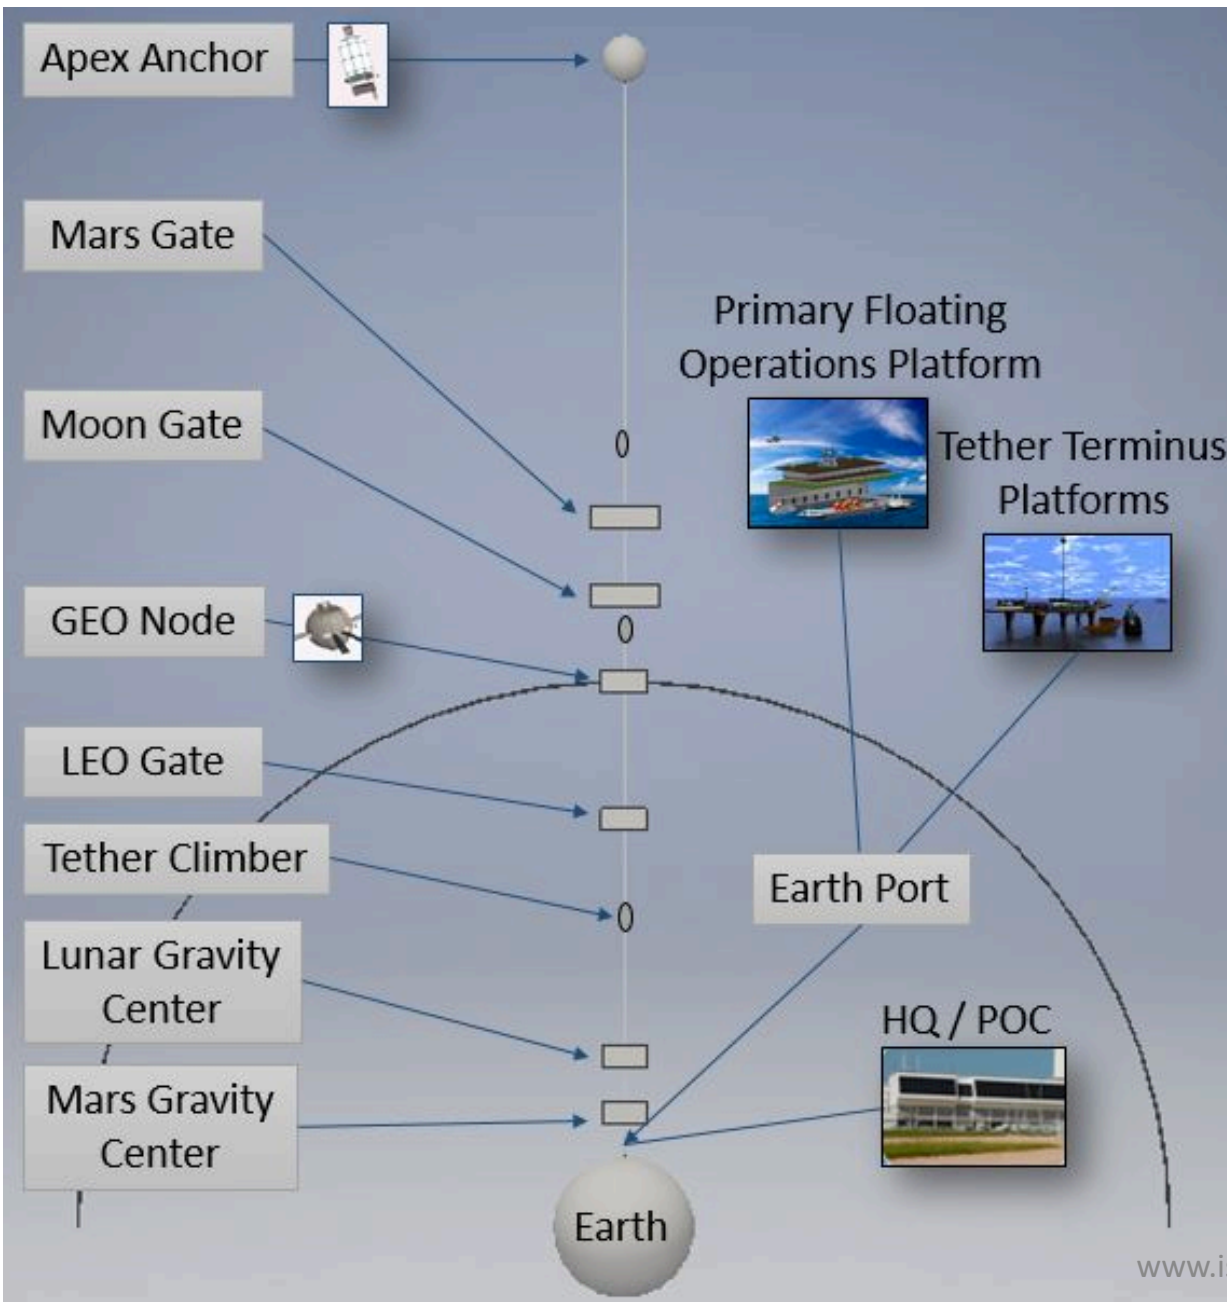 Apex Anchor
Mars Gate
Primary Floating
Operations Platform
Moon Gate
Tether Terminus
Platforms
GEO Node
LEO Gate
Tether Climber
Earth Port
Lunar Gravity
Center
HQ / POC
Mars Gravity
Center
Earth